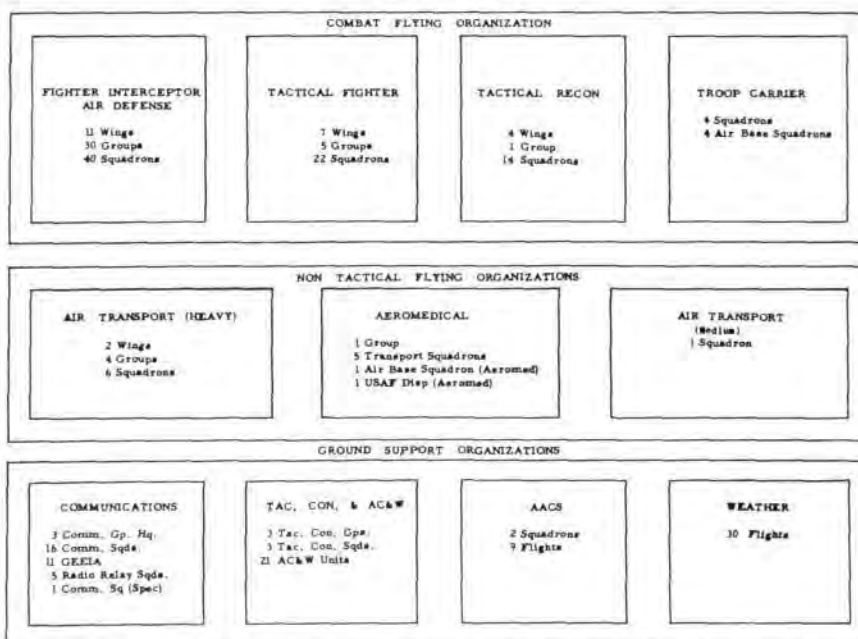 COMBAT FLYING ORGANIZATION
FIGHTER INTERCEPTOR
AIR DEFENSE
11 Wings
30 Groups
40 Squadrons
TACTICAL FIGHTER
7 Wings
5 Groups
22 Squadrons
TACTICAL RECON
4 Wings
1 Group
14 Squadrons
TROOP CARRIER
4 Squadrons
4 Air Base Squadrons
NON TACTICAL FLYING ORGANIZATIONS
AIR TRANSPORT (HEAVY)
2 Wings
4 Groups
6 Squadrons
AEROMEDICAL
1 Group
5 Transport Squadrons
1 Air Base Squadron (Aeromed)
1 USAF Disp (Aeromed)
AIR TRANSPORT
(Medium)
1 Squadron
GROUND SUPPORT ORGANIZATIONS
COMMUNICATIONS
3 Comm. Gp. Hq.
16 Comm. Sqds.
11 GEEIA
5 Radio Relay Sqds.
1 Comm. Sq (Spec)
TAC. CON. & AC&W
3 Tac. Con. Gps.
3 Tac. Con. Sqds.
21 AC&W Units
AACS
2 Squadrons
9 Flights
WEATHER
30 Flights